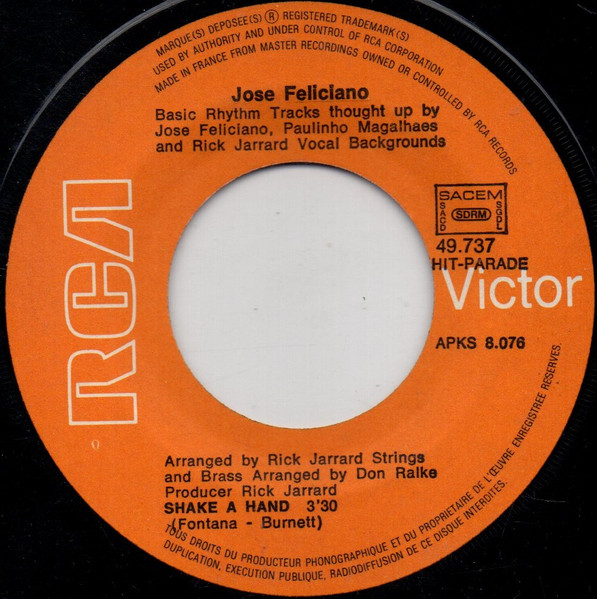 MARQUE(S) DEPOSEE(S) ® REGISTERED TRADEMARK(S)
USED BY AUTHORITY AND UNDER CONTROL OF RCA CORPORATION
MADE IN FRANCE FROM MASTER RECORDINGS OWNED OR CONTROLLED BY RCA RECORDS
Jose Feliciano
Basic Rhythm Tracks thought up by
Jose Feliciano, Paulinho Magalhaes
and Rick Jarrard Vocal Backgrounds
RCA
SACEM
SACD SDRM SGDL
49.737
HIT-PARADE
Victor
APKS 8.076
Arranged by Rick Jarrard Strings
and Brass Arranged by Don Ralke
Producer Rick Jarrard
SHAKE A HAND 3'30
(Fontana - Burnett)
TOUS DROITS DU PRODUCTEUR PHONOGRAPHIQUE ET DU PROPRIETAIRE DE L'ŒUVRE ENREGISTREE RESERVES.
DUPLICATION, EXECUTION PUBLIQUE, RADIODIFFUSION DE CE DISQUE INTERDITES.